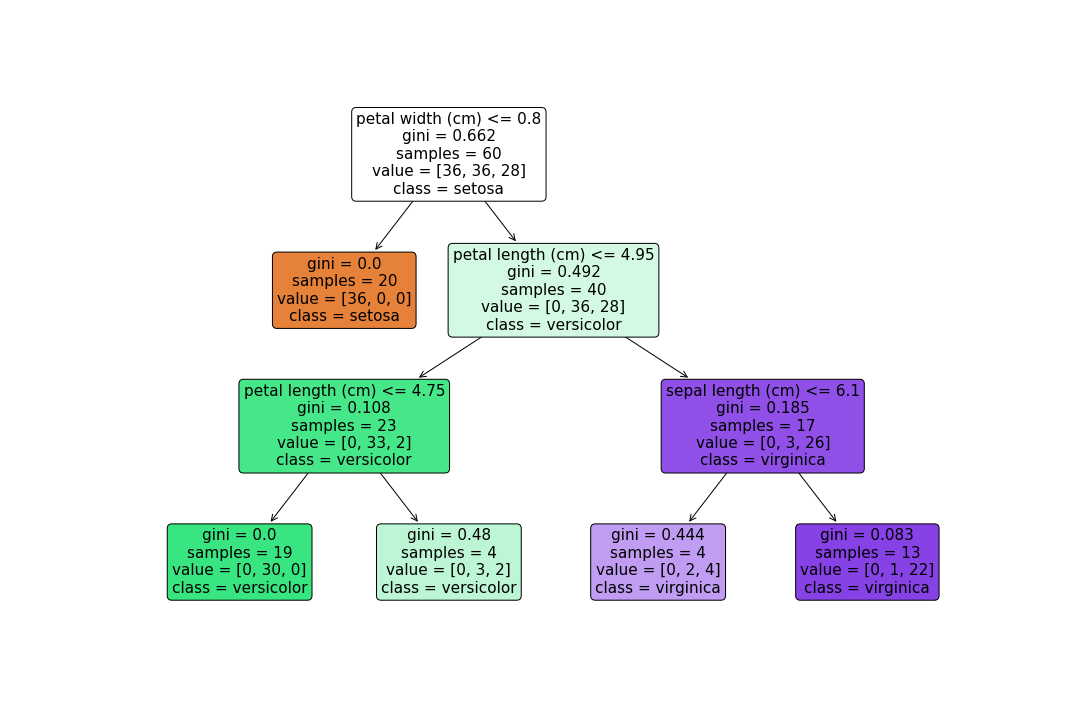 petal width (cm) <= 0.8
gini = 0.662
samples = 60
value = [36, 36, 28]
class = setosa
gini = 0.0
samples = 20
value = [36, 0, 0]
class = setosa
petal length (cm) <= 4.95
gini = 0.492
samples = 40
value = [0, 36, 28]
class = versicolor
petal length (cm) <= 4.75
gini = 0.108
samples = 23
value = [0, 33, 2]
class = versicolor
sepal length (cm) <= 6.1
gini = 0.185
samples = 17
value = [0, 3, 26]
class = virginica
gini = 0.0
samples = 19
value = [0, 30, 0]
class = versicolor
gini = 0.48
samples = 4
value = [0, 3, 2]
class = versicolor
gini = 0.444
samples = 4
value = [0, 2, 4]
class = virginica
gini = 0.083
samples = 13
value = [0, 1, 22]
class = virginica